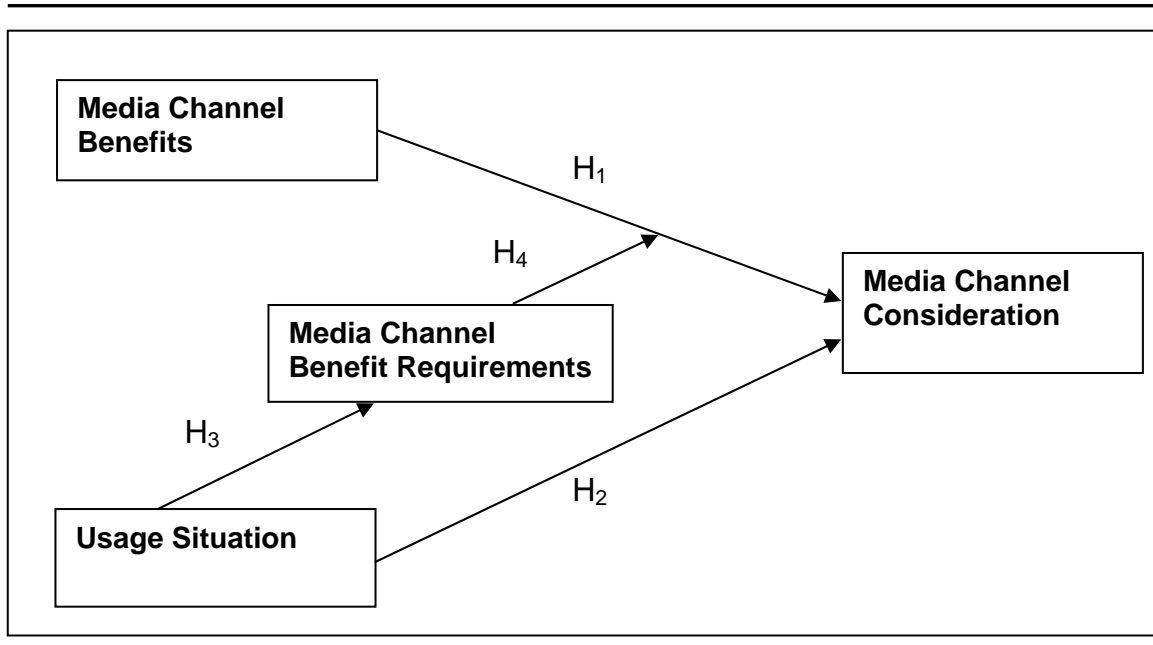 Media Channel
Benefits
H₁
H₄
Media Channel
Consideration
Media Channel
Benefit Requirements
H₃
H₂
Usage Situation